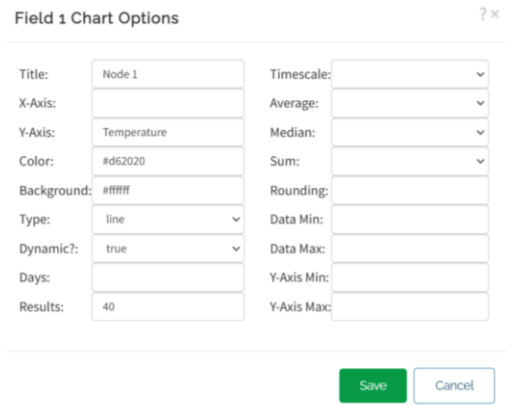 Field 1 Chart Options
? ×
Title: Node 1
X-Axis:
Y-Axis: Temperature
Color: #d62020
Background: #ffffff
Type: line
Dynamic?: true
Days:
Results: 40
Timescale:
Average:
Median:
Sum:
Rounding:
Data Min:
Data Max:
Y-Axis Min:
Y-Axis Max:
Save Cancel